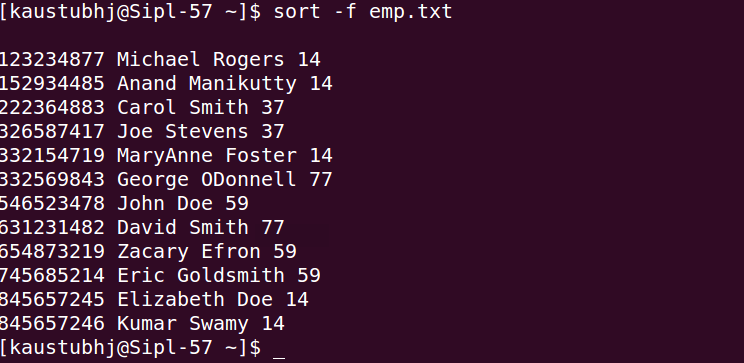 [kaustubhj@Sipl-57 ~]$ sort -f emp.txt
123234877 Michael Rogers 14
152934485 Anand Manikutty 14
222364883 Carol Smith 37
326587417 Joe Stevens 37
332154719 MaryAnne Foster 14
332569843 George ODonnell 77
546523478 John Doe 59
631231482 David Smith 77
654873219 Zacary Efron 59
745685214 Eric Goldsmith 59
845657245 Elizabeth Doe 14
845657246 Kumar Swamy 14
[kaustubhj@Sipl-57 ~]$ _